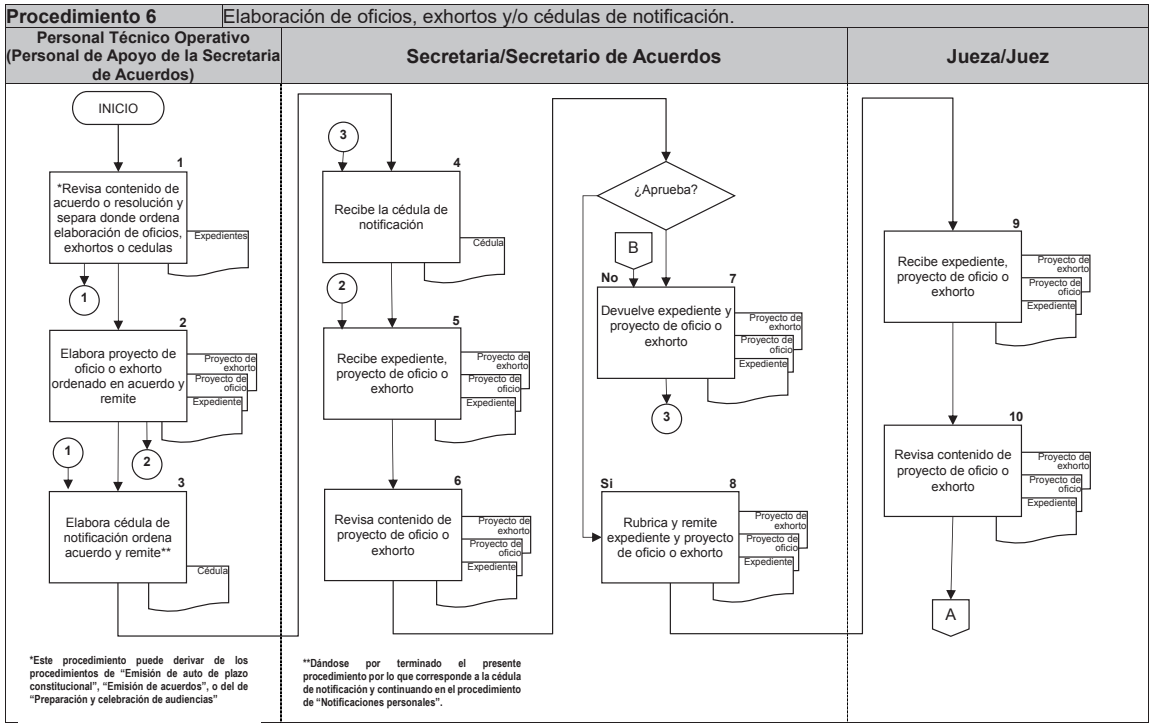 Procedimiento 6
Elaboración de oficios, exhortos y/o cédulas de notificación.
Personal Técnico Operativo
(Personal de Apoyo de la Secretaria
de Acuerdos)
Secretaria/Secretario de Acuerdos
Jueza/Juez
INICIO
1
*Revisa contenido de
acuerdo o resolución y
separa donde ordena
elaboración de oficios,
exhortos o cedulas
Expedientes
1
2
Elabora proyecto de
oficio o exhorto
ordenado en acuerdo y
remite
Proyecto de
exhorto
Proyecto de
oficio
Expediente
1
2
3
Elabora cédula de
notificación ordena
acuerdo y remite**
Cédula
*Este procedimiento puede derivar de los
procedimientos de “Emisión de auto de plazo
constitucional”, “Emisión de acuerdos”, o del de
“Preparación y celebración de audiencias”
3
4
Recibe la cédula de
notificación
Cédula
2
5
Recibe expediente,
proyecto de oficio o
exhorto
Proyecto de
exhorto
Proyecto de
oficio
Expediente
6
Revisa contenido de
proyecto de oficio o
exhorto
Proyecto de
exhorto
Proyecto de
oficio
Expediente
**Dándose por terminado el presente
procedimiento por lo que corresponde a la cédula
de notificación y continuando en el procedimiento
de “Notificaciones personales”.
¿Aprueba?
B
No
7
Devuelve expediente y
proyecto de oficio o
exhorto
Proyecto de
exhorto
Proyecto de
oficio
Expediente
3
Si
8
Rubrica y remite
expediente y proyecto
de oficio o exhorto
Proyecto de
exhorto
Proyecto de
oficio
Expediente
9
Recibe expediente,
proyecto de oficio o
exhorto
Proyecto de
exhorto
Proyecto de
oficio
Expediente
10
Revisa contenido de
proyecto de oficio o
exhorto
Proyecto de
exhorto
Proyecto de
oficio
Expediente
A